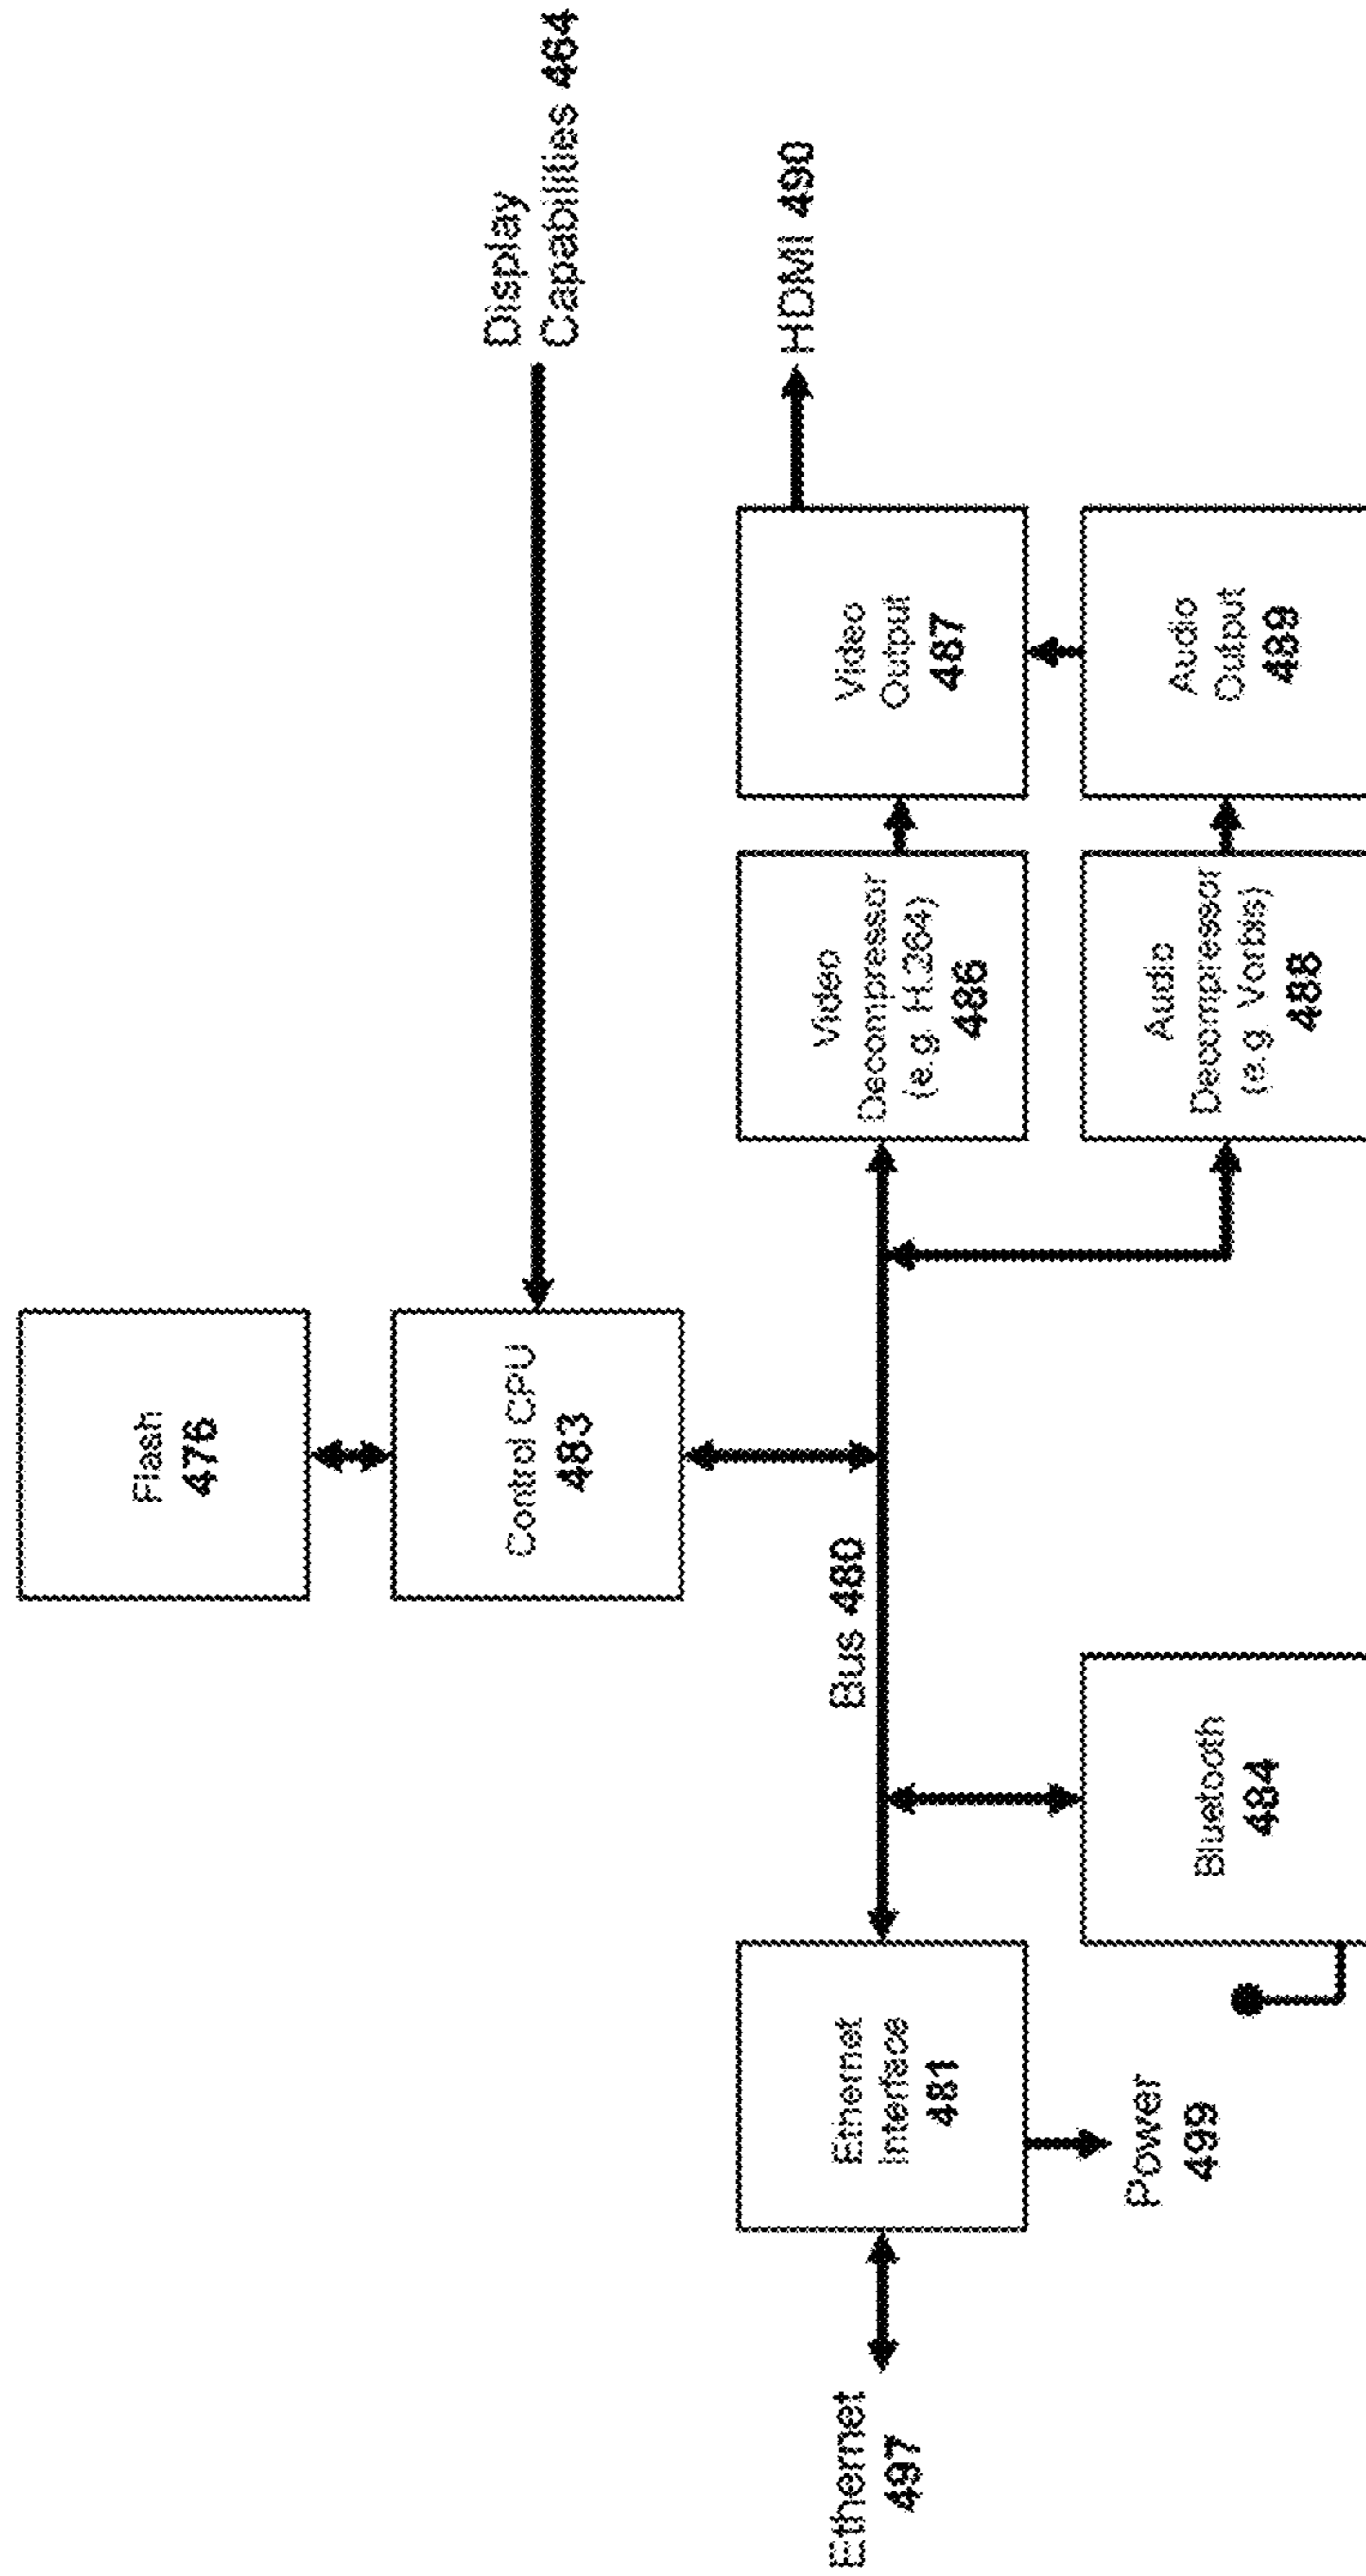 Flash
476
Display
Capabilities 464
Control CPU
483
Bus 480
HDMI 490
Ethernet
497
Ethernet
Interface
481
Video
Decompressor
(e.g. H.264)
486
Video
Output
487
Power
499
Bluetooth
484
Audio
Decompressor
(e.g. Vorbis)
488
Audio
Output
489